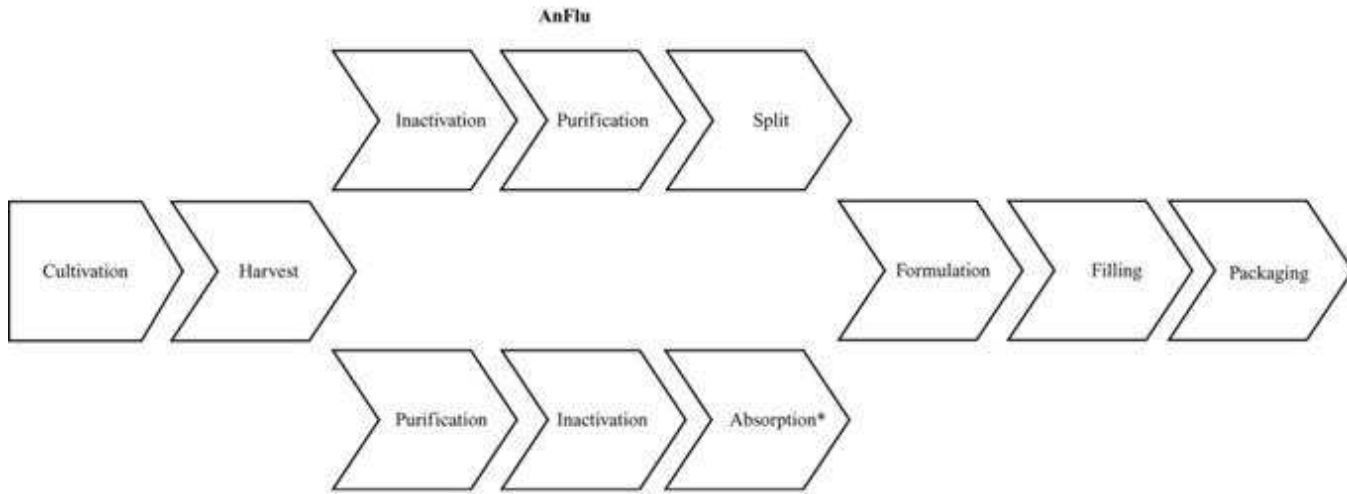 AnFlu
Inactivation
Purification
Split
Cultivation
Harvest
Formulation
Filling
Packaging
Purification
Inactivation
Absorption*